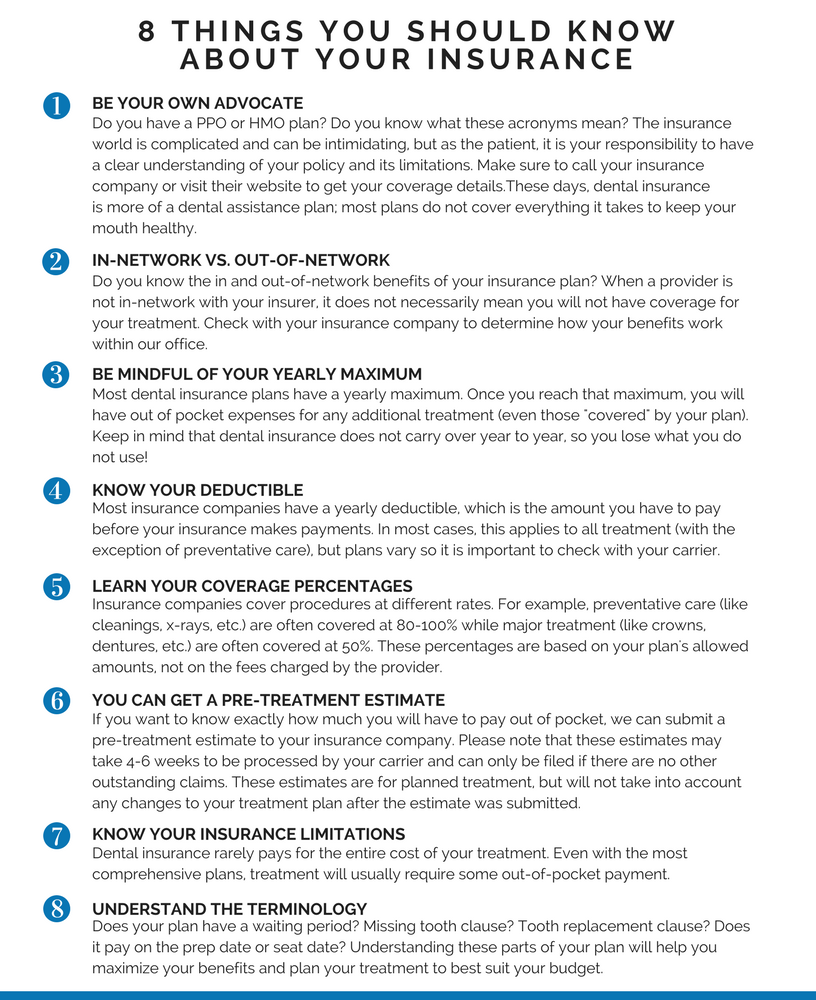 8 THINGS YOU SHOULD KNOW
ABOUT YOUR INSURANCE
1 BE YOUR OWN ADVOCATE
Do you have a PPO or HMO plan? Do you know what these acronyms mean? The insurance
world is complicated and can be intimidating, but as the patient, it is your responsibility to have
a clear understanding of your policy and its limitations. Make sure to call your insurance
company or visit their website to get your coverage details.These days, dental insurance
is more of a dental assistance plan; most plans do not cover everything it takes to keep your
mouth healthy.
2 IN-NETWORK VS. OUT-OF-NETWORK
Do you know the in and out-of-network benefits of your insurance plan? When a provider is
not in-network with your insurer, it does not necessarily mean you will not have coverage for
your treatment. Check with your insurance company to determine how your benefits work
within our office.
3 BE MINDFUL OF YOUR YEARLY MAXIMUM
Most dental insurance plans have a yearly maximum. Once you reach that maximum, you will
have out of pocket expenses for any additional treatment (even those "covered" by your plan).
Keep in mind that dental insurance does not carry over year to year, so you lose what you do
not use!
4 KNOW YOUR DEDUCTIBLE
Most insurance companies have a yearly deductible, which is the amount you have to pay
before your insurance makes payments. In most cases, this applies to all treatment (with the
exception of preventative care), but plans vary so it is important to check with your carrier.
5 LEARN YOUR COVERAGE PERCENTAGES
Insurance companies cover procedures at different rates. For example, preventative care (like
cleanings, x-rays, etc.) are often covered at 80-100% while major treatment (like crowns,
dentures, etc.) are often covered at 50%. These percentages are based on your plan's allowed
amounts, not on the fees charged by the provider.
6 YOU CAN GET A PRE-TREATMENT ESTIMATE
If you want to know exactly how much you will have to pay out of pocket, we can submit a
pre-treatment estimate to your insurance company. Please note that these estimates may
take 4-6 weeks to be processed by your carrier and can only be filed if there are no other
outstanding claims. These estimates are for planned treatment, but will not take into account
any changes to your treatment plan after the estimate was submitted.
7 KNOW YOUR INSURANCE LIMITATIONS
Dental insurance rarely pays for the entire cost of your treatment. Even with the most
comprehensive plans, treatment will usually require some out-of-pocket payment.
8 UNDERSTAND THE TERMINOLOGY
Does your plan have a waiting period? Missing tooth clause? Tooth replacement clause? Does
it pay on the prep date or seat date? Understanding these parts of your plan will help you
maximize your benefits and plan your treatment to best suit your budget.